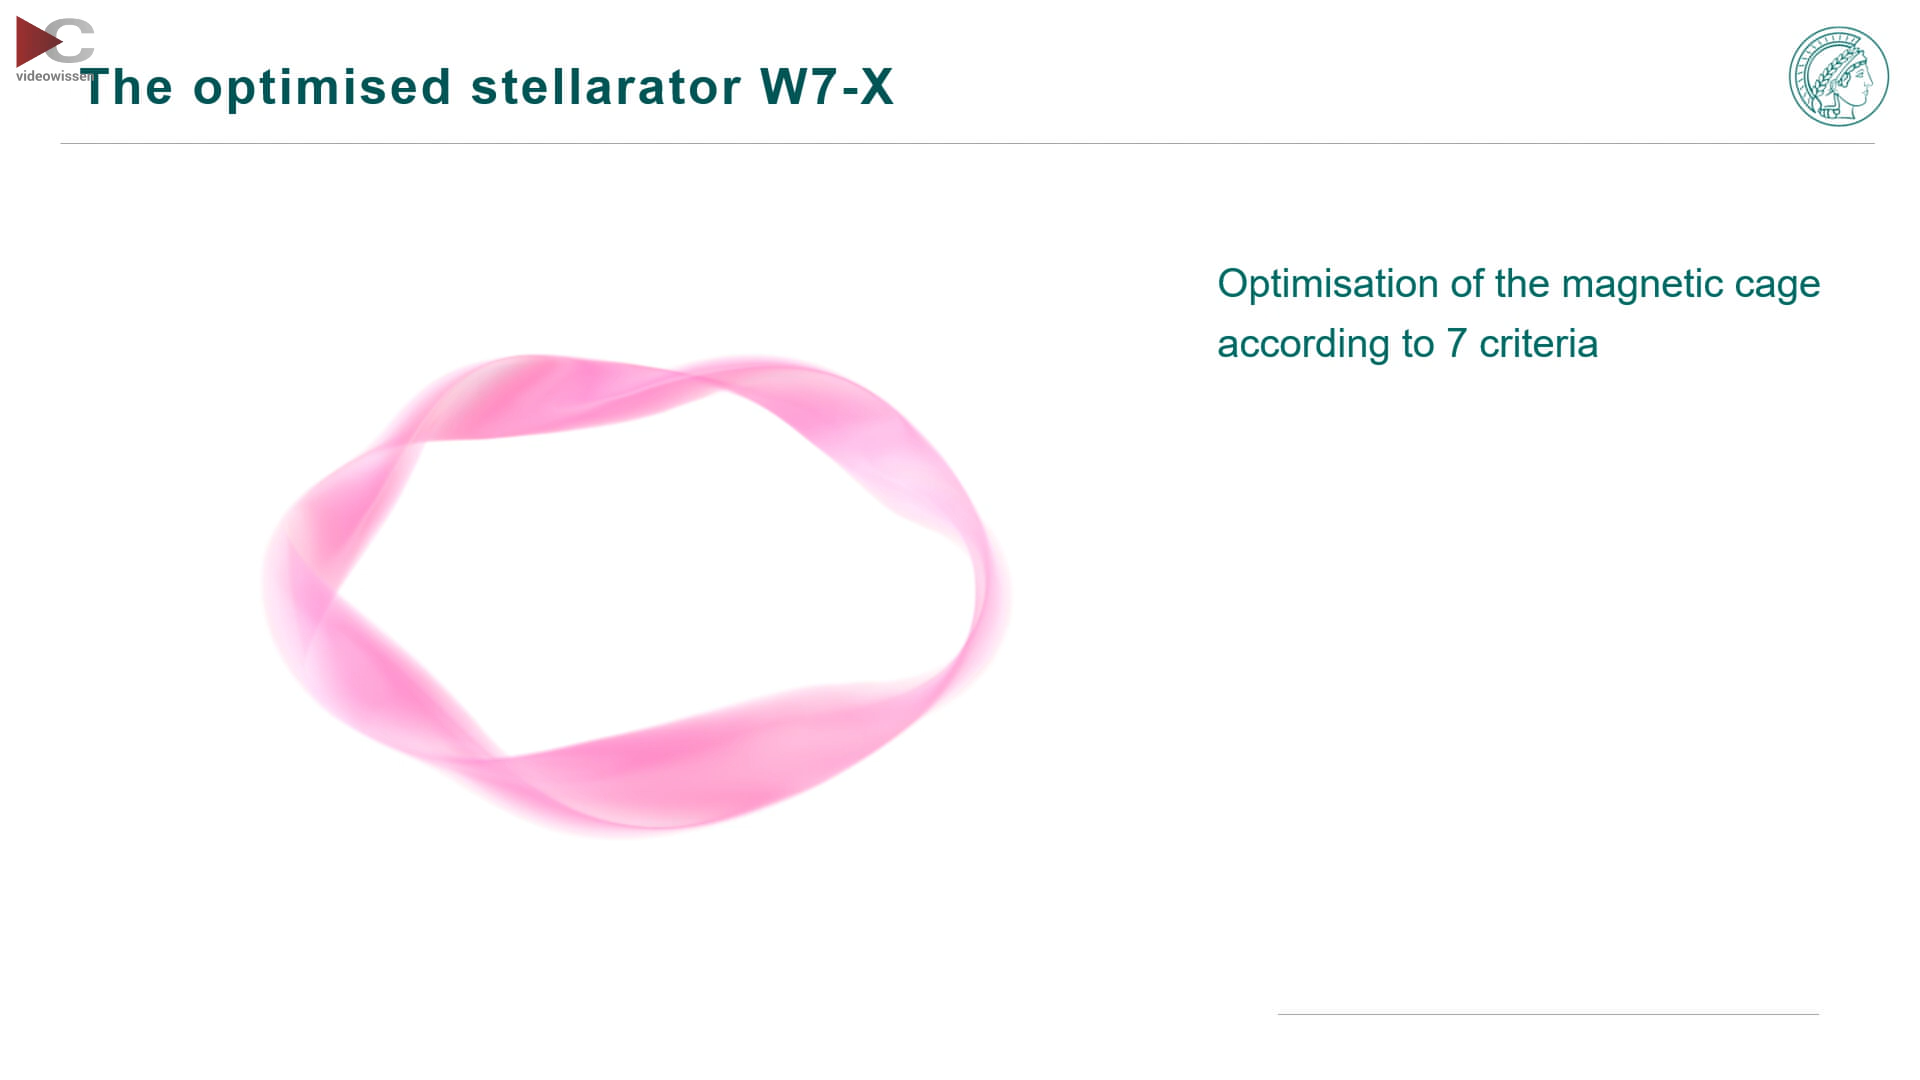 C
videowissen
The optimised stellarator W7-X
Optimisation of the magnetic cage
according to 7 criteria